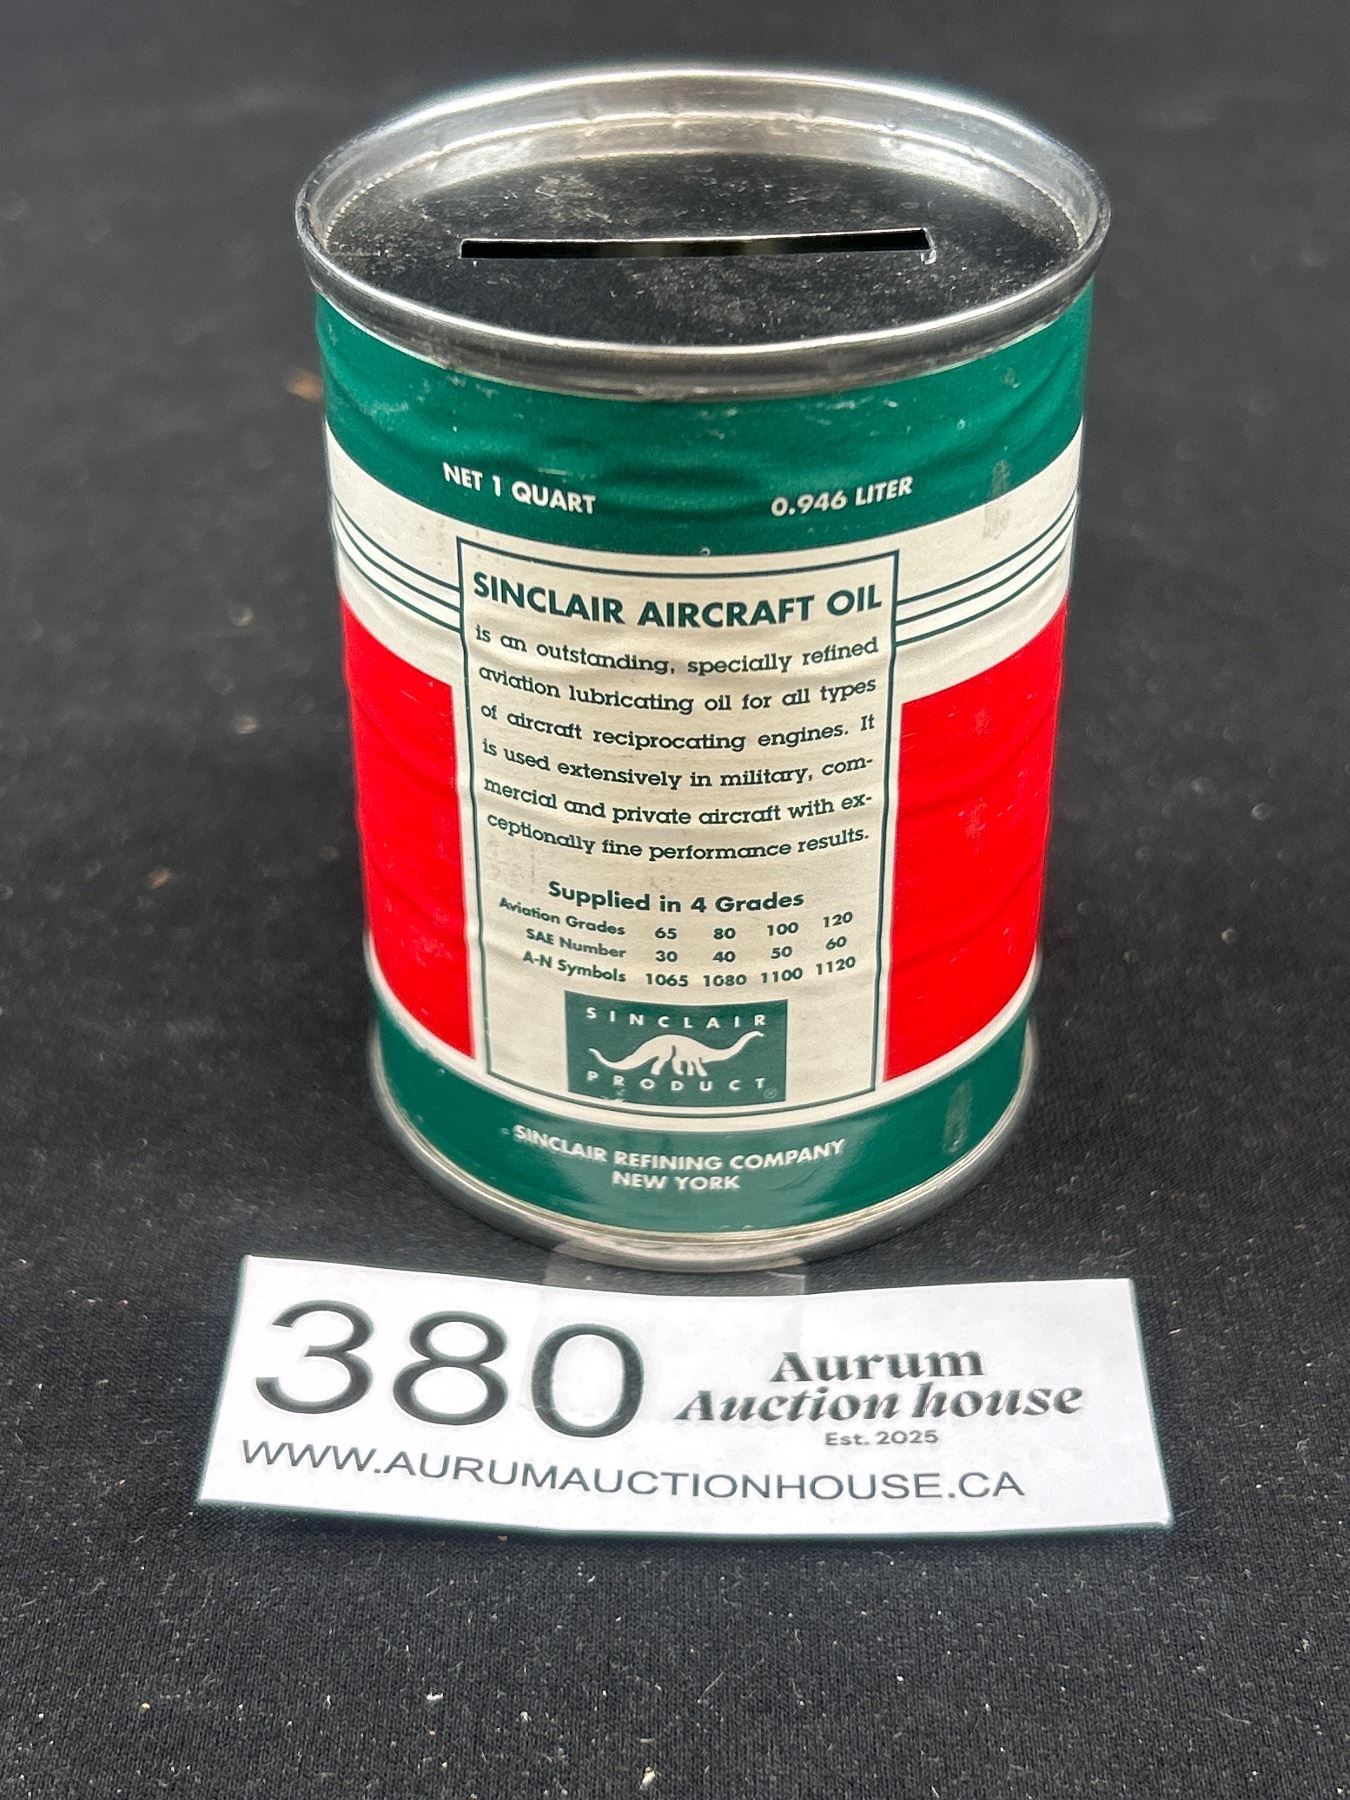 NET 1 QUART 0.946 LITER
SINCLAIR AIRCRAFT OIL
is an outstanding, specially refined
aviation lubricating oil for all types
of aircraft reciprocating engines. It
is used extensively in military, com-
mercial and private aircraft with ex-
ceptionally fine performance results.
Supplied in 4 Grades
Aviation Grades 65 80 100 120
SAE Number 30 40 50 60
A-N Symbols 1065 1080 1100 1120
SINCLAIR
PRODUCT®
SINCLAIR REFINING COMPANY
NEW YORK
380
Aurum
Auction house
Est. 2025
WWW.AURUMAUCTIONHOUSE.CA